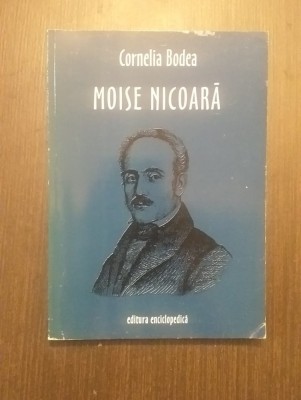 Cornelia Bodea
MOISE NICOARĂ
editura enciclopedică